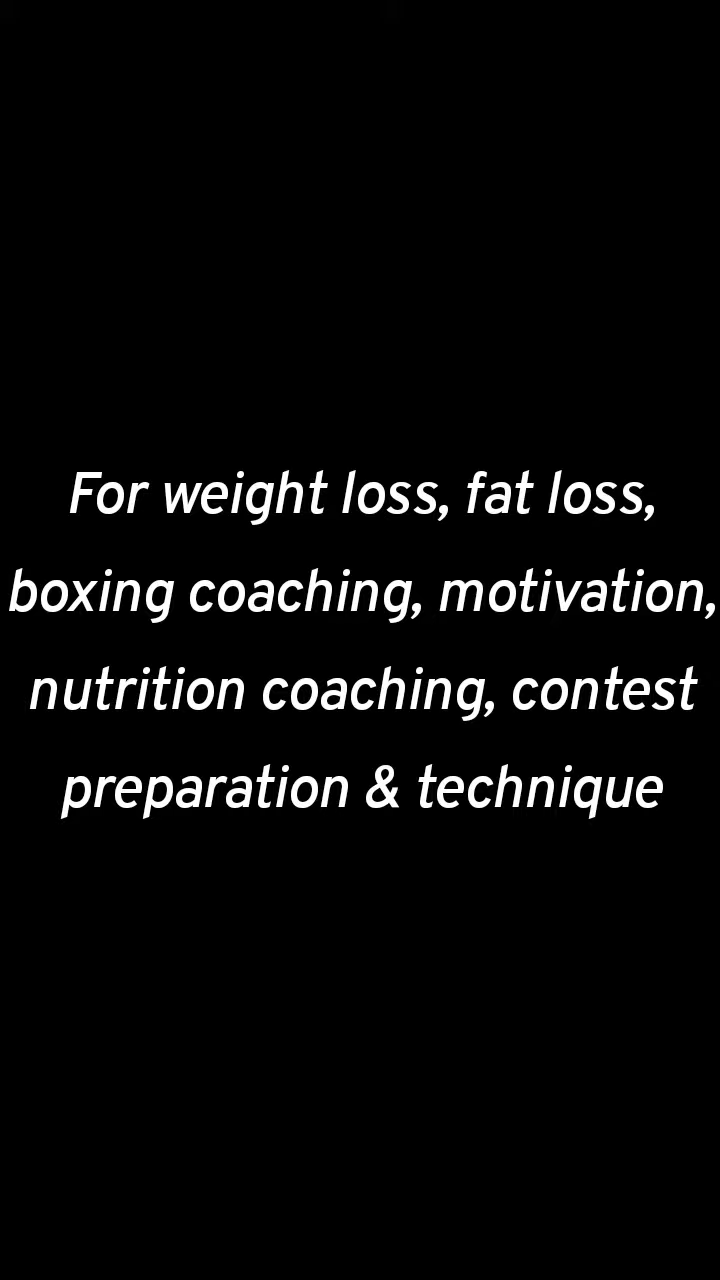 For weight loss, fat loss,
boxing coaching, motivation,
nutrition coaching, contest
preparation & technique